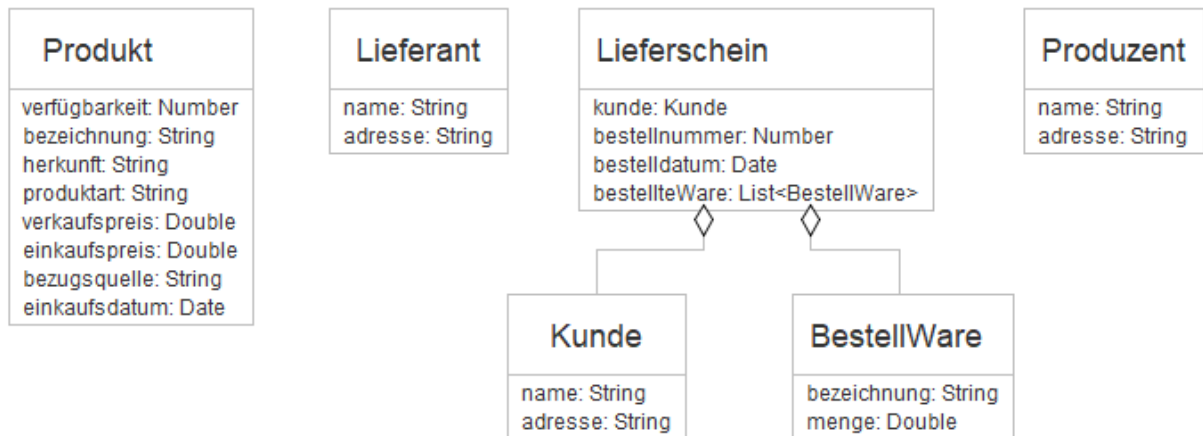 Produkt
verfügbarkeit: Number
bezeichnung: String
herkunft: String
produktart: String
verkaufspreis: Double
einkaufspreis: Double
bezugsquelle: String
einkaufsdatum: Date
Lieferant
name: String
adresse: String
Lieferschein
kunde: Kunde
bestellnummer: Number
bestelldatum: Date
bestellteWare: List<BestellWare>
Produzent
name: String
adresse: String
Kunde
name: String
adresse: String
BestellWare
bezeichnung: String
menge: Double